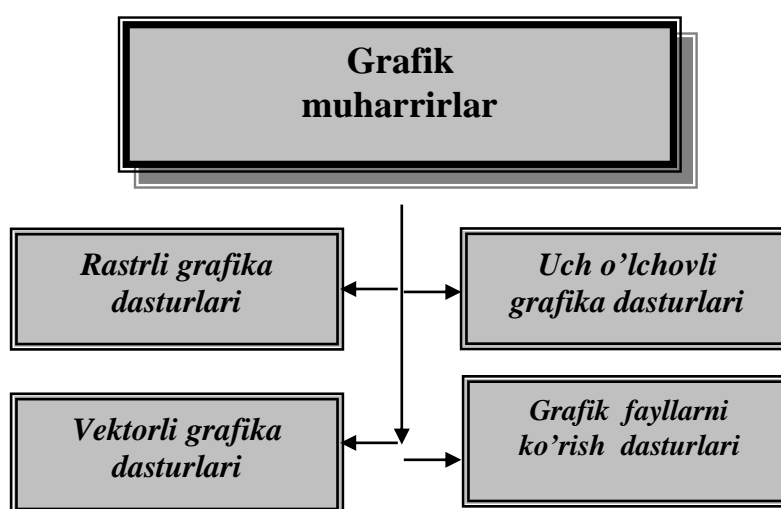 Grafik
muharrirlar
Rastrli grafika
dasturlari
Uch o’lchovli
grafika dasturlari
Vektorli grafika
dasturlari
Grafik fayllarni
ko’rish dasturlari